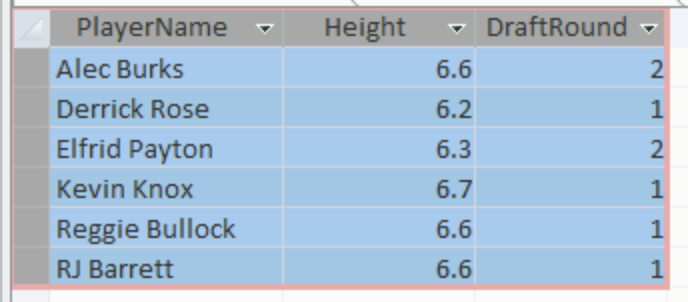 PlayerName Height DraftRound
Alec Burks 6.6 2
Derrick Rose 6.2 1
Elfrid Payton 6.3 2
Kevin Knox 6.7 1
Reggie Bullock 6.6 1
RJ Barrett 6.6 1